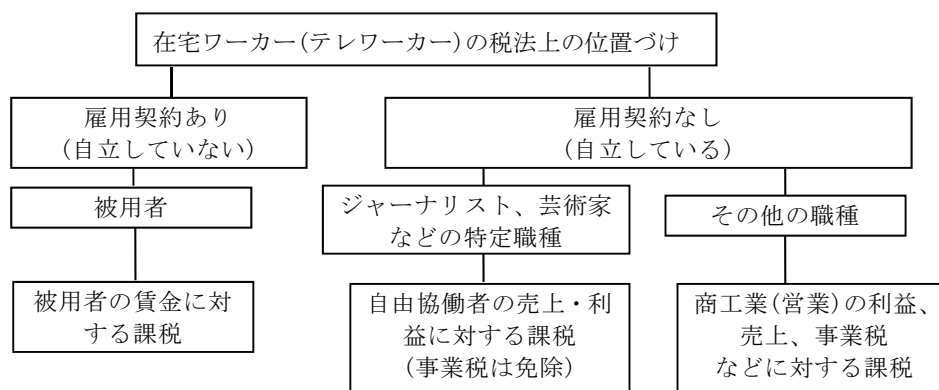 在宅ワーカー(テレワーカー)の税法上の位置づけ
雇用契約あり
(自立していない)
雇用契約なし
(自立している)
被用者
ジャーナリスト、芸術家
などの特定職種
その他の職種
被用者の賃金に対
する課税
自由協働者の売上・利
益に対する課税
(事業税は免除)
商工業(営業)の利益、
売上、事業税
などに対する課税